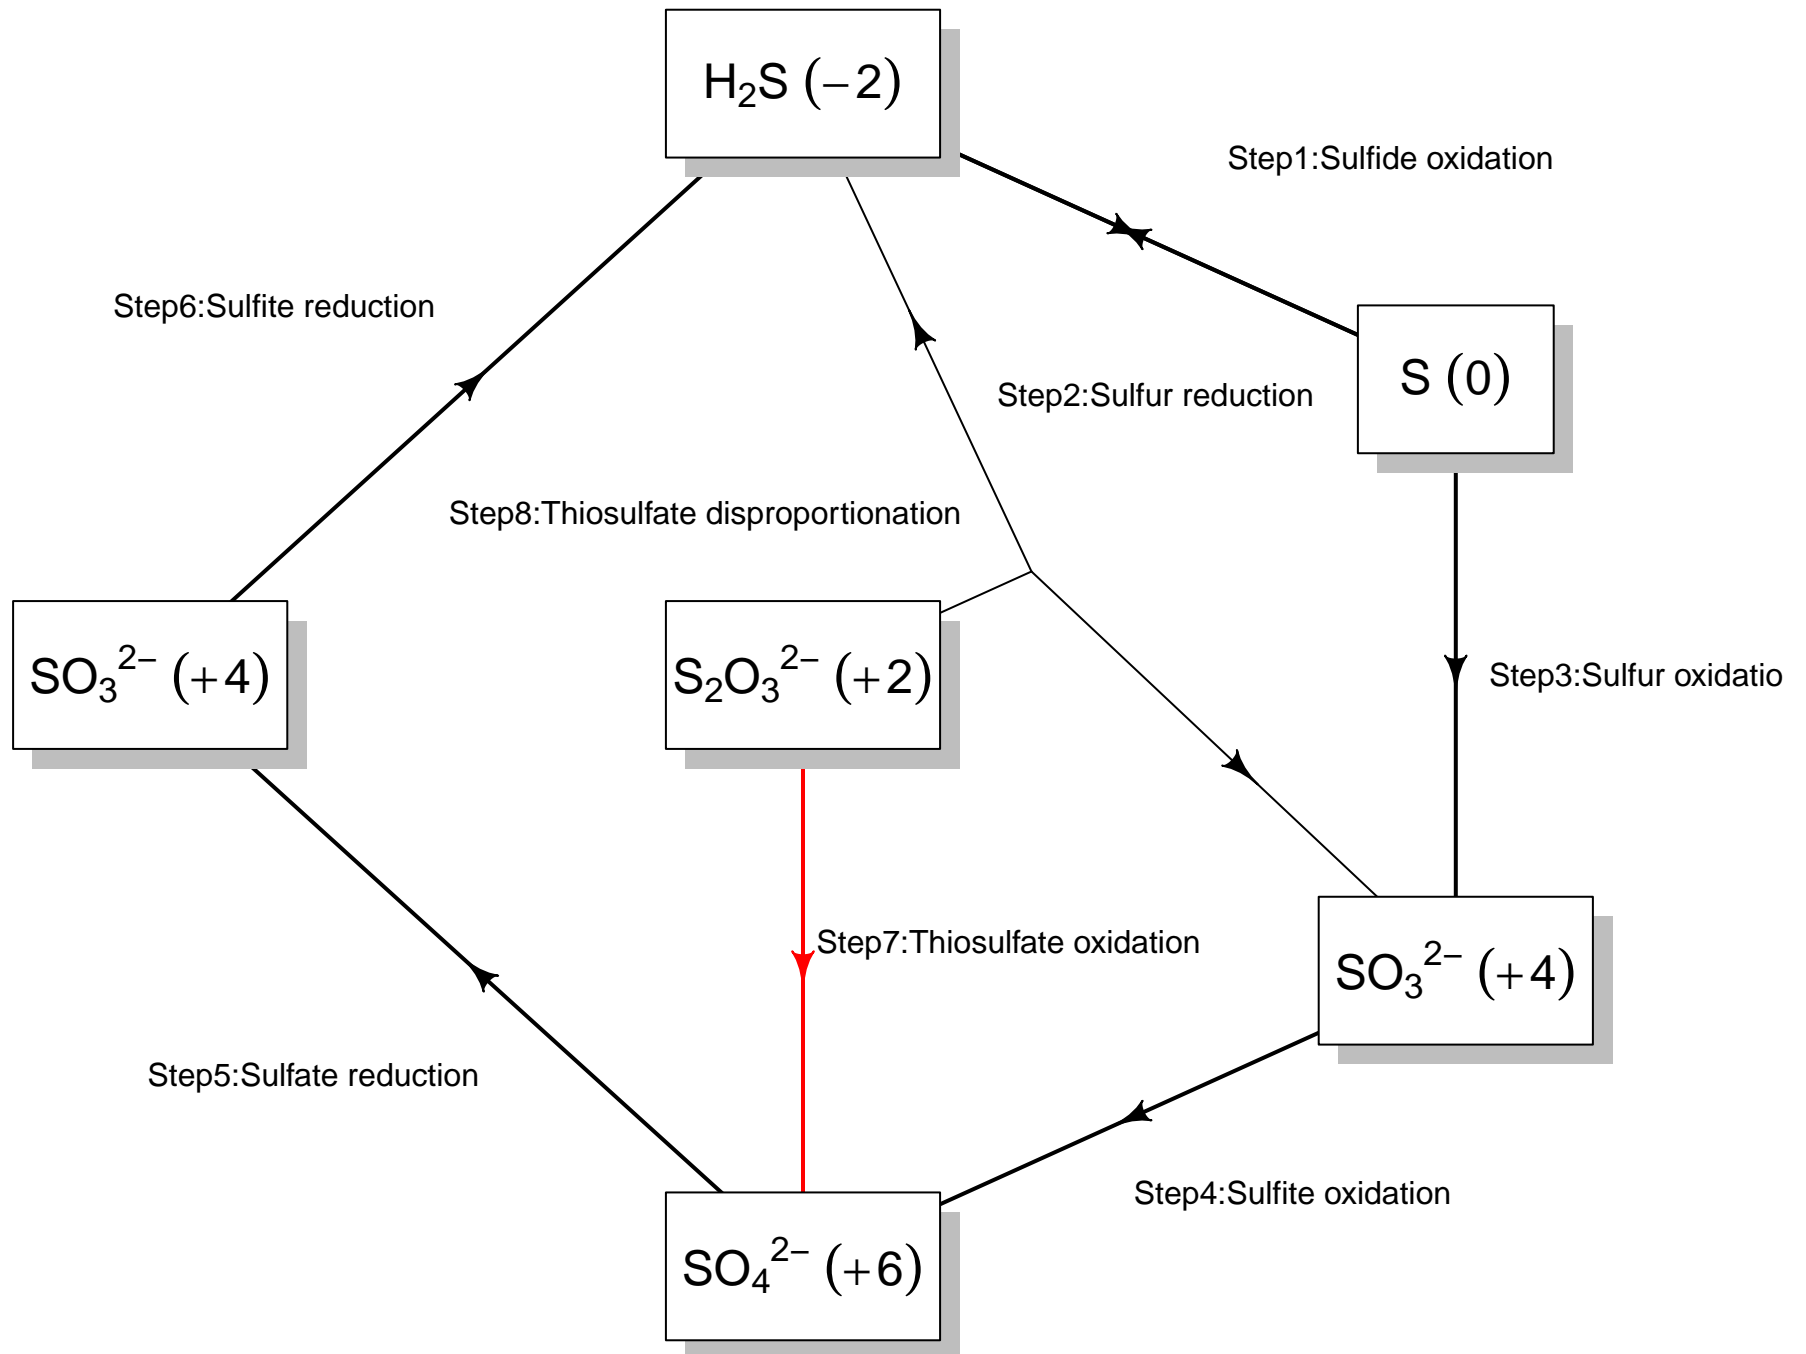 H₂S (−2)
Step1:Sulfide oxidation
Step6:Sulfite reduction
S (0)
Step2:Sulfur reduction
Step8:Thiosulfate disproportionation
SO₃²⁻ (+4)
S₂O₃²⁻ (+2)
Step3:Sulfur oxidatio
Step7:Thiosulfate oxidation
SO₃²⁻ (+4)
Step5:Sulfate reduction
Step4:Sulfite oxidation
SO₄²⁻ (+6)